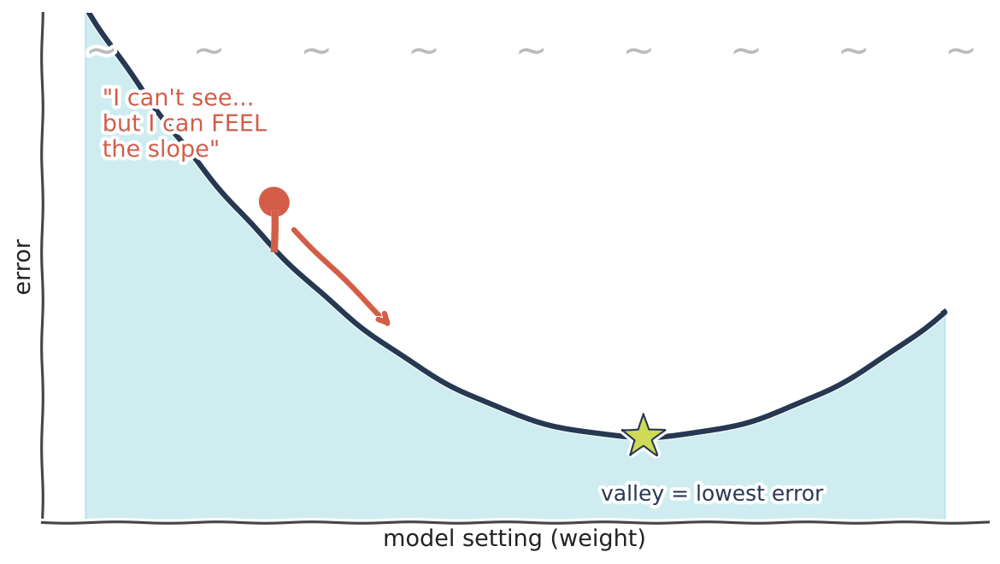 ~ ~ ~ ~ ~ ~ ~ ~ ~
"I can't see...
but I can FEEL
the slope"
error
valley = lowest error
model setting (weight)